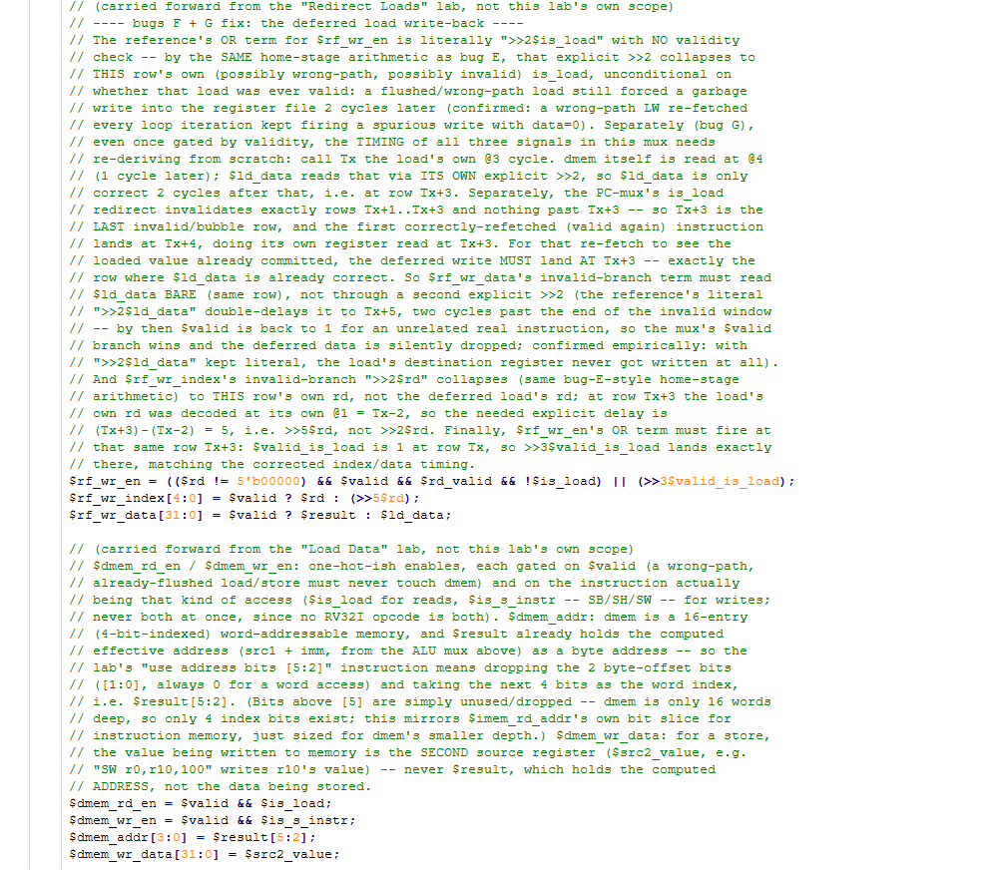 // (carried forward from the "Redirect Loads" lab, not this lab's own scope)
// ---- bugs F + G fix: the deferred load write-back ----
// The reference's OR term for $rf_wr_en is literally ">>2$is_load" with NO validity
// check -- by the SAME home-stage arithmetic as bug E, that explicit >>2 collapses to
// THIS row's own (possibly wrong-path, possibly invalid) is_load, unconditional on
// whether that load was ever valid: a flushed/wrong-path load still forced a garbage
// write into the register file 2 cycles later (confirmed: a wrong-path LW re-fetched
// every loop iteration kept firing a spurious write with data=0). Separately (bug G),
// even once gated by validity, the TIMING of all three signals in this mux needs
// re-deriving from scratch: call Tx the load's own @3 cycle. dmem itself is read at @4
// (1 cycle later); $ld_data reads that via ITS OWN explicit >>2, so $ld_data is only
// correct 2 cycles after that, i.e. at row Tx+3. Separately, the PC-mux's is_load
// redirect invalidates exactly rows Tx+1..Tx+3 and nothing past Tx+3 -- so Tx+3 is the
// LAST invalid/bubble row, and the first correctly-refetched (valid again) instruction
// lands at Tx+4, doing its own register read at Tx+3. For that re-fetch to see the
// loaded value already committed, the deferred write MUST land AT Tx+3 -- exactly the
// row where $ld_data is already correct. So $rf_wr_data's invalid-branch term must read
// $ld_data BARE (same row), not through a second explicit >>2 (the reference's literal
// ">>2$ld_data" double-delays it to Tx+5, two cycles past the end of the invalid window
// -- by then $valid is back to 1 for an unrelated real instruction, so the mux's $valid
// branch wins and the deferred data is silently dropped; confirmed empirically: with
// ">>2$ld_data" kept literal, the load's destination register never got written at all).
// And $rf_wr_index's invalid-branch ">>2$rd" collapses (same bug-E-style home-stage
// arithmetic) to THIS row's own rd, not the deferred load's rd; at row Tx+3 the load's
// own rd was decoded at its own @1 = Tx-2, so the needed explicit delay is
// (Tx+3)-(Tx-2) = 5, i.e. >>5$rd, not >>2$rd. Finally, $rf_wr_en's OR term must fire at
// that same row Tx+3: $valid_is_load is 1 at row Tx, so >>3$valid_is_load lands exactly
// there, matching the corrected index/data timing.
$rf_wr_en = (($rd != 5'b00000) && $valid && $rd_valid && !$is_load) || (>>3$valid_is_load);
$rf_wr_index[4:0] = $valid ? $rd : (>>5$rd);
$rf_wr_data[31:0] = $valid ? $result : $ld_data;
// (carried forward from the "Load Data" lab, not this lab's own scope)
// $dmem_rd_en / $dmem_wr_en: one-hot-ish enables, each gated on $valid (a wrong-path,
// already-flushed load/store must never touch dmem) and on the instruction actually
// being that kind of access ($is_load for reads, $is_s_instr -- SB/SH/SW -- for writes;
// never both at once, since no RV32I opcode is both). $dmem_addr: dmem is a 16-entry
// (4-bit-indexed) word-addressable memory, and $result already holds the computed
// effective address (src1 + imm, from the ALU mux above) as a byte address -- so the
// lab's "use address bits [5:2]" instruction means dropping the 2 byte-offset bits
// ([1:0], always 0 for a word access) and taking the next 4 bits as the word index,
// i.e. $result[5:2]. (Bits above [5] are simply unused/dropped -- dmem is only 16 words
// deep, so only 4 index bits exist; this mirrors $imem_rd_addr's own bit slice for
// instruction memory, just sized for dmem's smaller depth.) $dmem_wr_data: for a store,
// the value being written to memory is the SECOND source register ($src2_value, e.g.
// "SW r0,r10,100" writes r10's value) -- never $result, which holds the computed
// ADDRESS, not the data being stored.
$dmem_rd_en = $valid && $is_load;
$dmem_wr_en = $valid && $is_s_instr;
$dmem_addr[3:0] = $result[5:2];
$dmem_wr_data[31:0] = $src2_value;